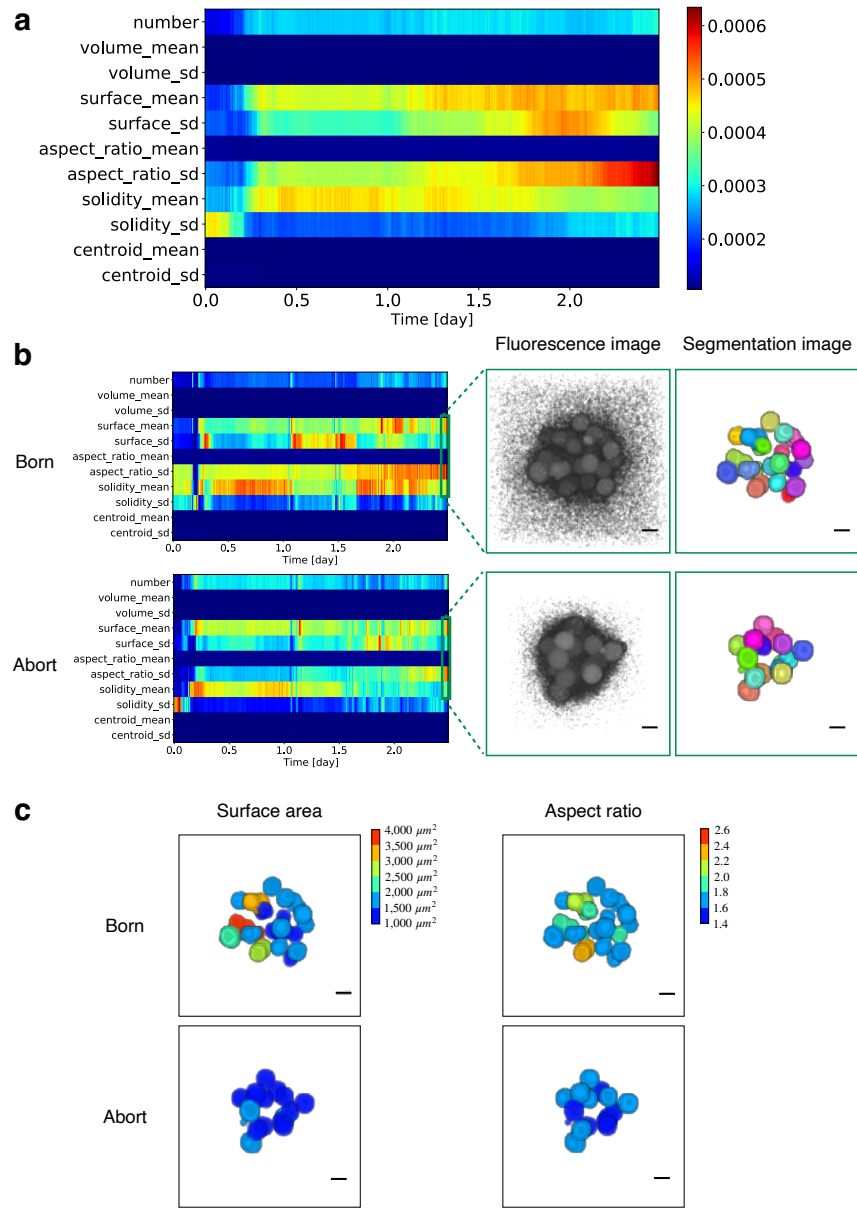 a
number
volume_mean
volume_sd
surface_mean
surface_sd
aspect_ratio_mean
aspect_ratio_sd
solidity_mean
solidity_sd
centroid_mean
centroid_sd
0.0 0.5 1.0 1.5 2.0
Time [day]
0.0006
0.0005
0.0004
0.0003
0.0002
b
Fluorescence image Segmentation image
Born
number
volume_mean
volume_sd
surface_mean
surface_sd
aspect_ratio_mean
aspect_ratio_sd
solidity_mean
solidity_sd
centroid_mean
centroid_sd
0.0 0.5 1.0 1.5 2.0
Time [day]
Abort
number
volume_mean
volume_sd
surface_mean
surface_sd
aspect_ratio_mean
aspect_ratio_sd
solidity_mean
solidity_sd
centroid_mean
centroid_sd
0.0 0.5 1.0 1.5 2.0
Time [day]
c
Surface area Aspect ratio
Born
4,000 μm²
3,500 μm²
3,000 μm²
2,500 μm²
2,000 μm²
1,500 μm²
1,000 μm²
2.6
2.4
2.2
2.0
1.8
1.6
1.4
Abort